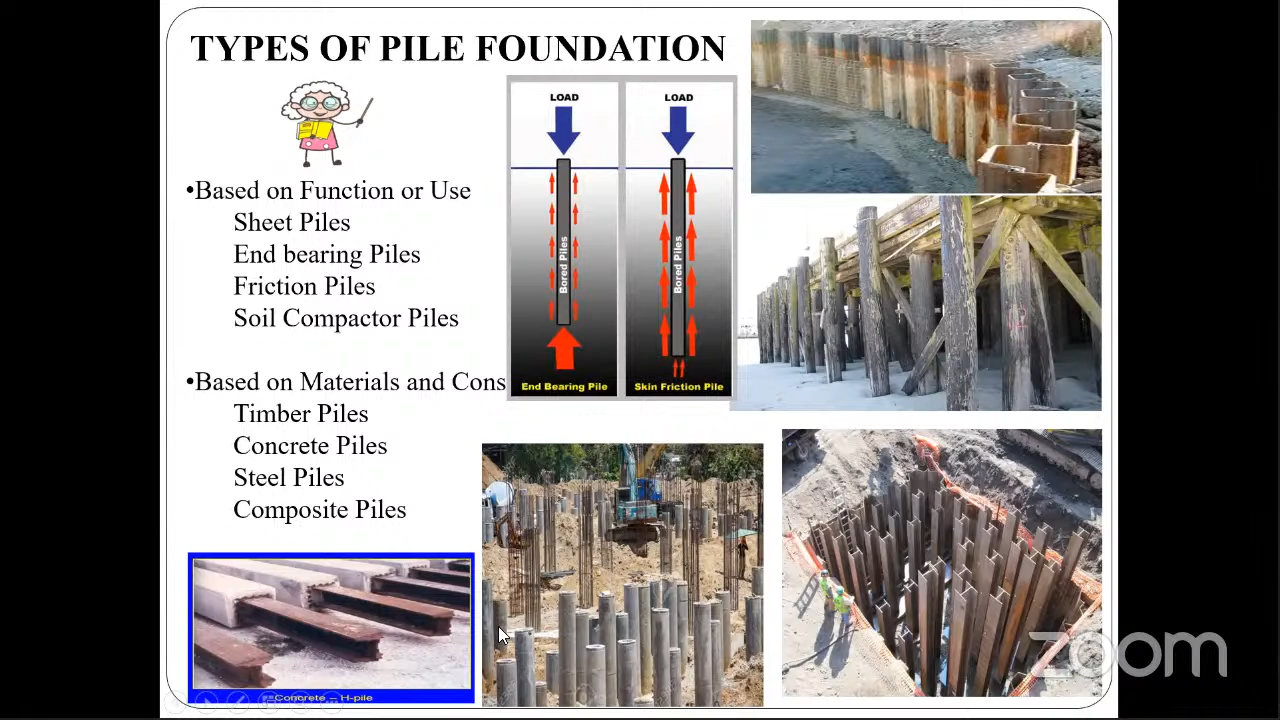 TYPES OF PILE FOUNDATION
•Based on Function or Use
Sheet Piles
End bearing Piles
Friction Piles
Soil Compactor Piles
•Based on Materials and Cons
Timber Piles
Concrete Piles
Steel Piles
Composite Piles
LOAD
Bored Piles
End Bearing Pile
LOAD
Bored Piles
Skin Friction Pile
Concrete – H-pile
zoom